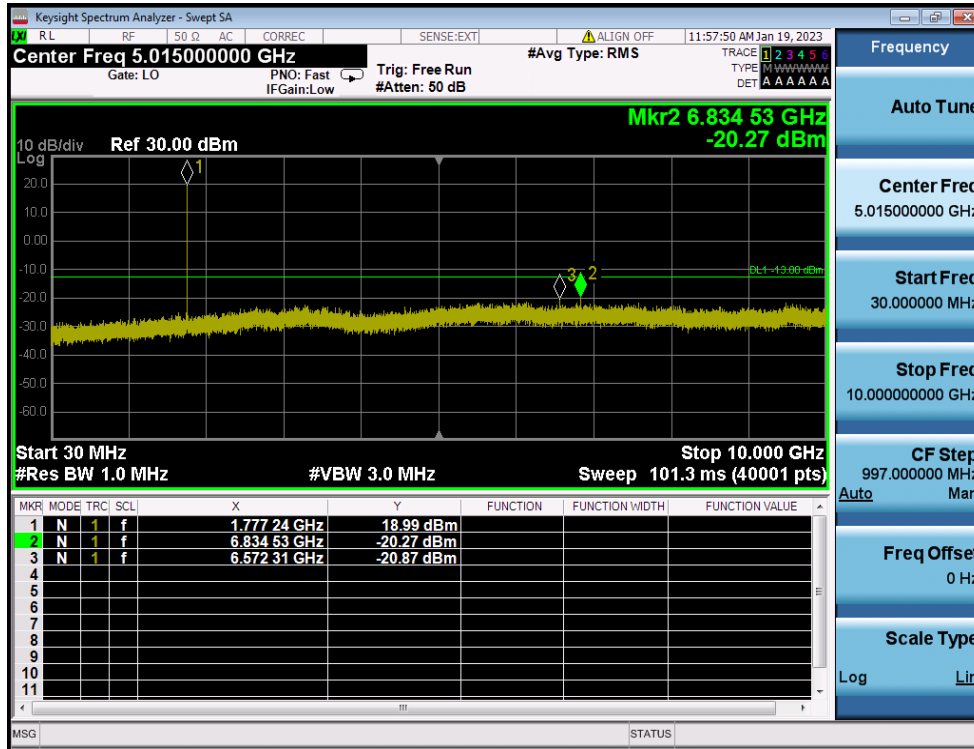 Keysight Spectrum Analyzer - Swept SA
LXI RL RF 50 Ω AC CORREC SENSE:EXT ALIGN OFF 11:57:50 AM Jan 19, 2023
Center Freq 5.015000000 GHz #Avg Type: RMS TRACE 1 2 3 4 5 6
Gate: LO PNO: Fast Trig: Free Run TYPE M WWWWW
IFGain:Low #Atten: 50 dB DET A A A A A A
Mkr2 6.834 53 GHz
-20.27 dBm
10 dB/div Ref 30.00 dBm
Log
1
20.0
10.0
0.00
-10.0
DL1 -13.00 dBm
3 2
-20.0
-30.0
-40.0
-50.0
-60.0
Start 30 MHz Stop 10.000 GHz
#Res BW 1.0 MHz #VBW 3.0 MHz Sweep 101.3 ms (40001 pts)
MKR MODE TRC SCL X Y FUNCTION FUNCTION WIDTH FUNCTION VALUE
1 N 1 f 1.777 24 GHz 18.99 dBm
2 N 1 f 6.834 53 GHz -20.27 dBm
3 N 1 f 6.572 31 GHz -20.87 dBm
4
5
6
7
8
9
10
11
MSG STATUS
Frequency
Auto Tune
Center Freq
5.015000000 GHz
Start Freq
30.000000 MHz
Stop Freq
10.000000000 GHz
CF Step
997.000000 MHz
Auto Man
Freq Offset
0 Hz
Scale Type
Log Lin